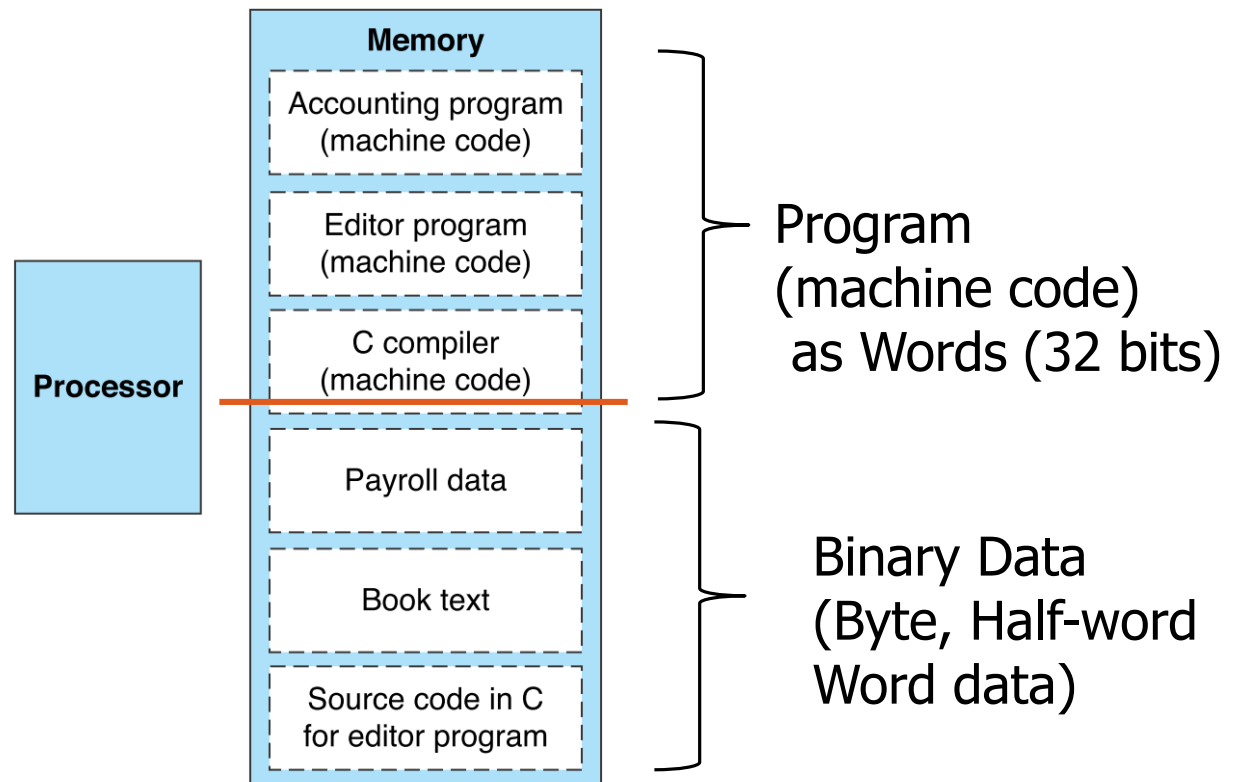 Memory
Accounting program
(machine code)
Editor program
(machine code)
C compiler
(machine code)
Processor
Payroll data
Book text
Source code in C
for editor program
Program
(machine code)
as Words (32 bits)
Binary Data
(Byte, Half-word
Word data)